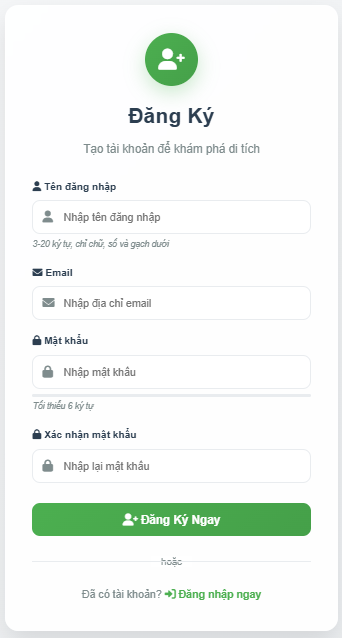 Đăng Ký
Tạo tài khoản để khám phá di tích
Tên đăng nhập
Nhập tên đăng nhập
3-20 ký tự, chỉ chữ, số và gạch dưới
Email
Nhập địa chỉ email
Mật khẩu
Nhập mật khẩu
Tối thiểu 6 ký tự
Xác nhận mật khẩu
Nhập lại mật khẩu
Đăng Ký Ngay
hoặc
Đã có tài khoản? Đăng nhập ngay